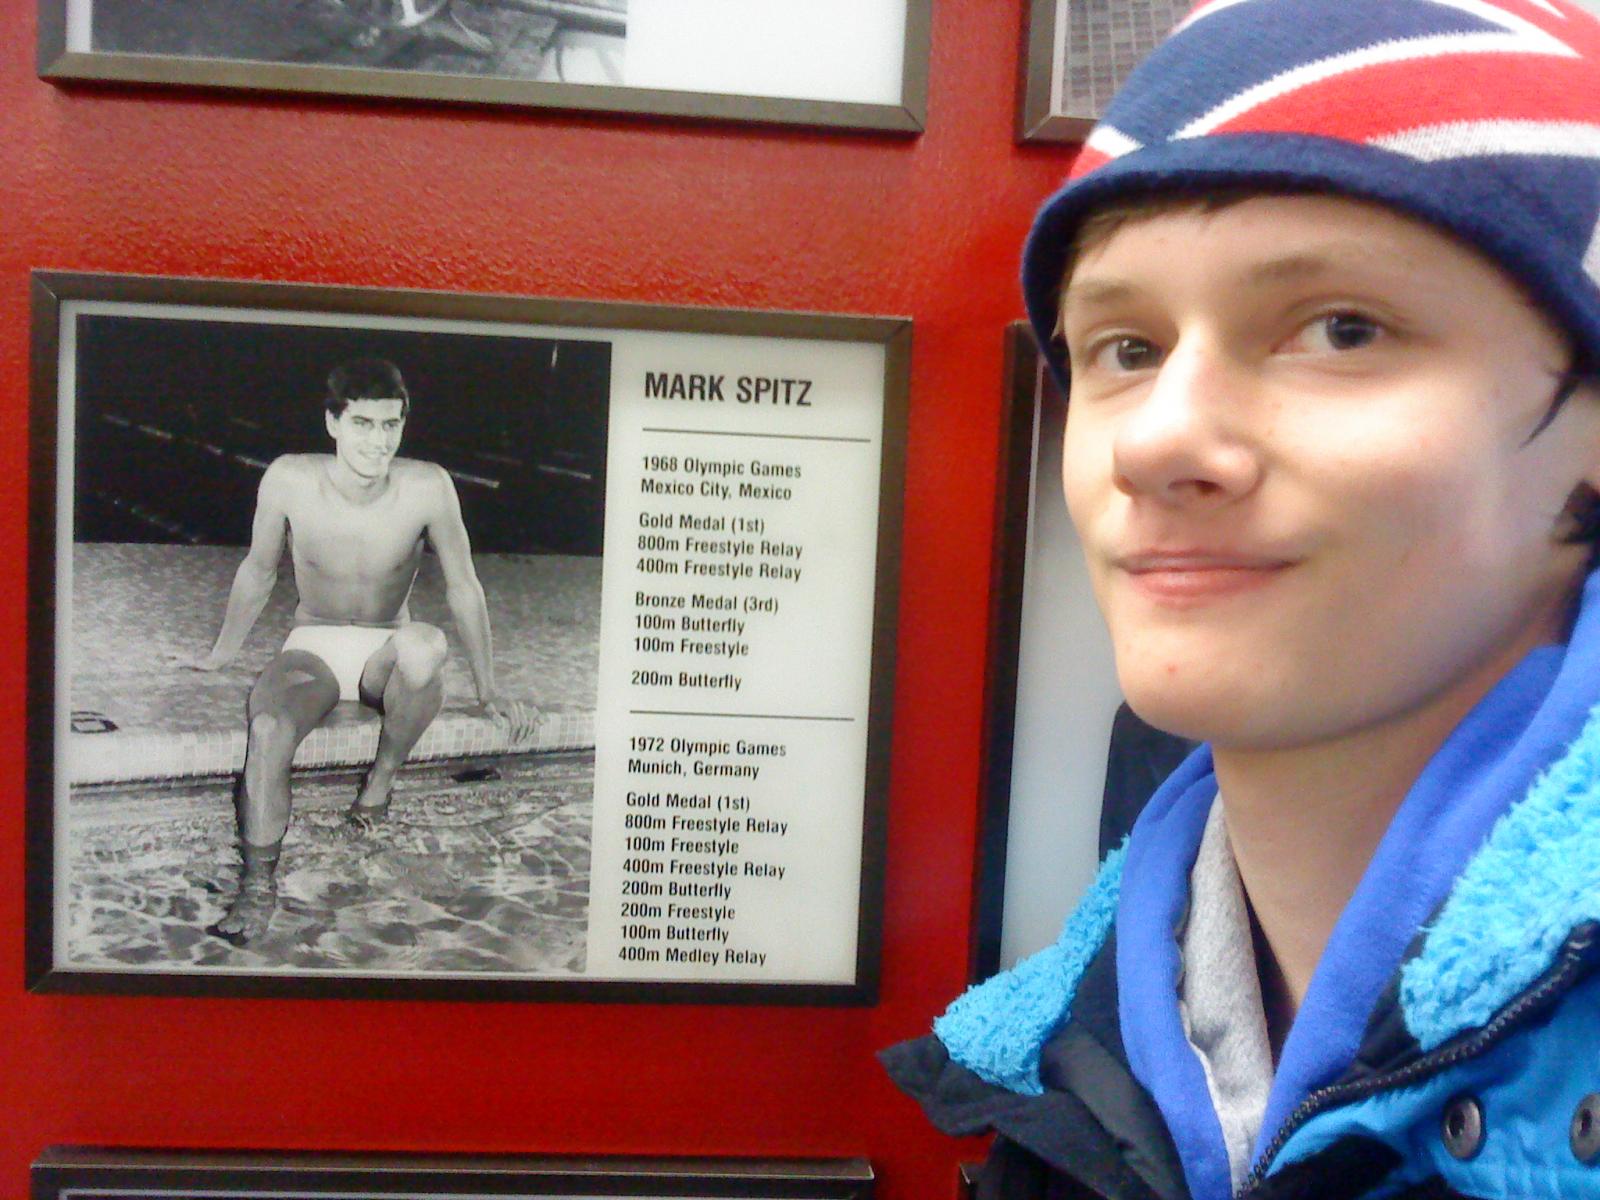 MARK SPITZ
1968 Olympic Games
Mexico City, Mexico
Gold Medal (1st)
800m Freestyle Relay
400m Freestyle Relay
Bronze Medal (3rd)
100m Butterfly
100m Freestyle
200m Butterfly
1972 Olympic Games
Munich, Germany
Gold Medal (1st)
800m Freestyle Relay
100m Freestyle
400m Freestyle Relay
200m Butterfly
200m Freestyle
100m Butterfly
400m Medley Relay